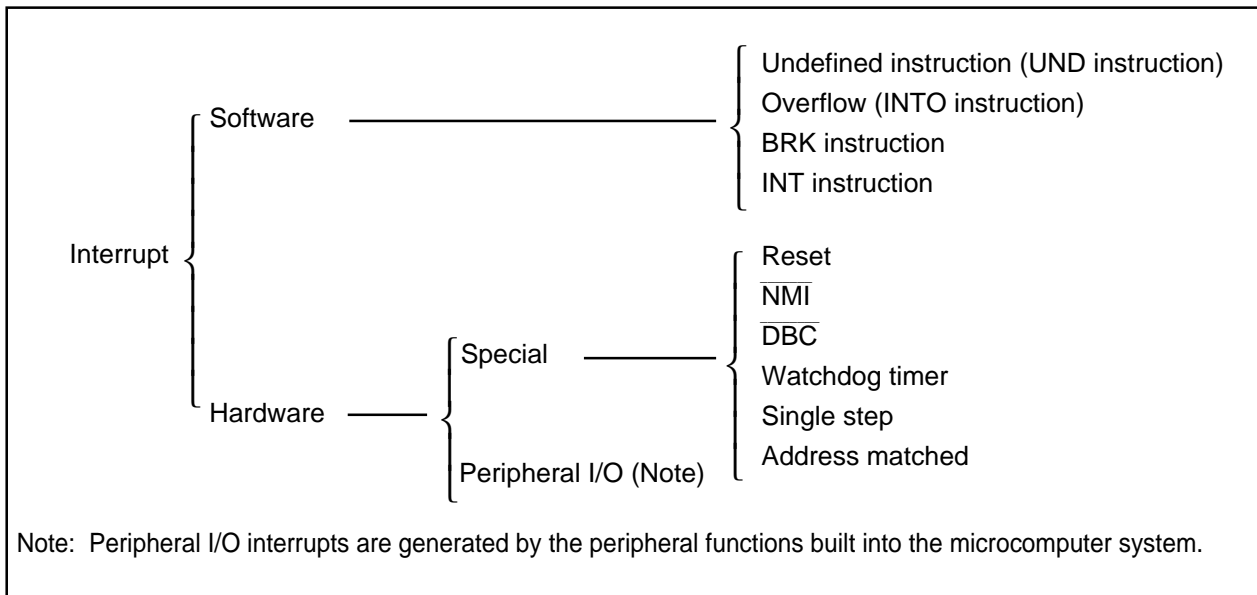 Interrupt
Software
Undefined instruction (UND instruction)
Overflow (INTO instruction)
BRK instruction
INT instruction
Hardware
Special
Reset
N̅M̅I̅
D̅B̅C̅
Watchdog timer
Single step
Address matched
Peripheral I/O (Note)
Note: Peripheral I/O interrupts are generated by the peripheral functions built into the microcomputer system.